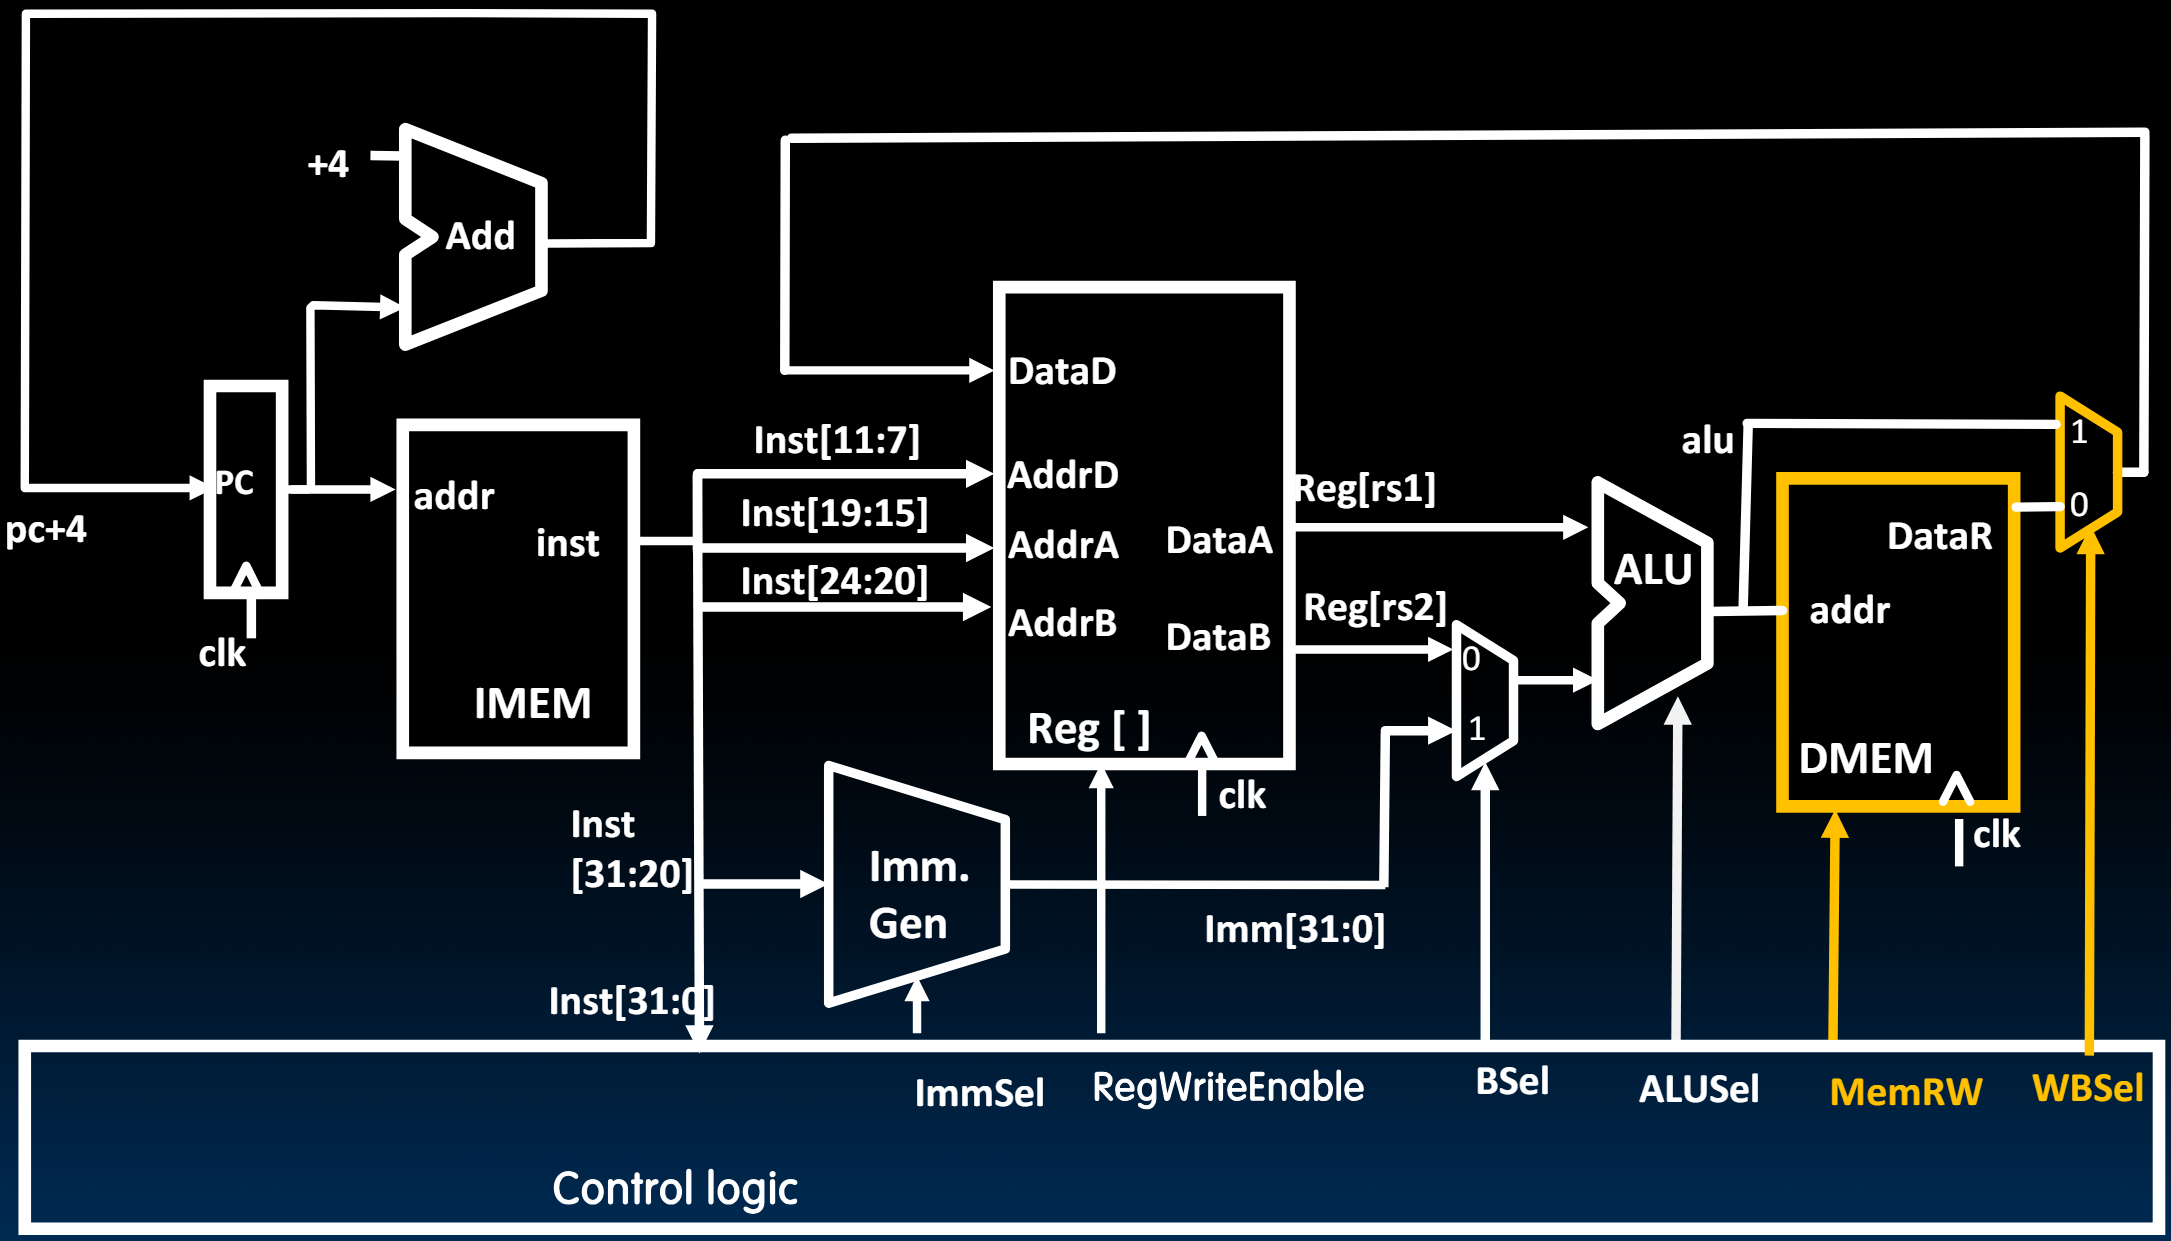 +4
Add
DataD
PC
pc+4
clk
addr
inst
IMEM
Inst[11:7]
Inst[19:15]
Inst[24:20]
AddrD
AddrA
AddrB
DataA
DataB
Reg [ ]
clk
Reg[rs1]
Reg[rs2]
0
1
ALU
alu
1
0
DataR
addr
DMEM
clk
Inst
[31:20]
Imm.
Gen
Imm[31:0]
Inst[31:0]
ImmSel
RegWriteEnable
BSel
ALUSel
MemRW
WBSel
Control logic